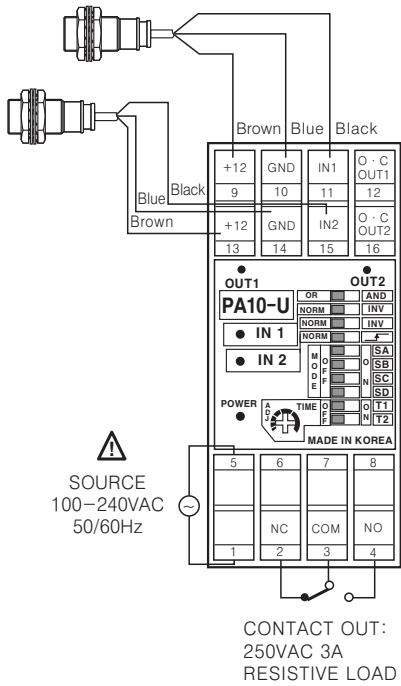 Brown Blue Black
+12 GND IN1 O·C OUT1
9 10 11 12
Black
Blue
Brown
+12 GND IN2 O·C OUT2
13 14 15 16
OUT1 OUT2
PA10-U
OR AND
NORM INV
NORM INV
NORM
IN 1
IN 2
MODE OFF ON SA
SB
SC
SD
POWER
ADJ TIME OFF ON T1
T2
MADE IN KOREA
5 6 7 8
SOURCE
100-240VAC
50/60Hz
NC COM NO
1 2 3 4
CONTACT OUT:
250VAC 3A
RESISTIVE LOAD